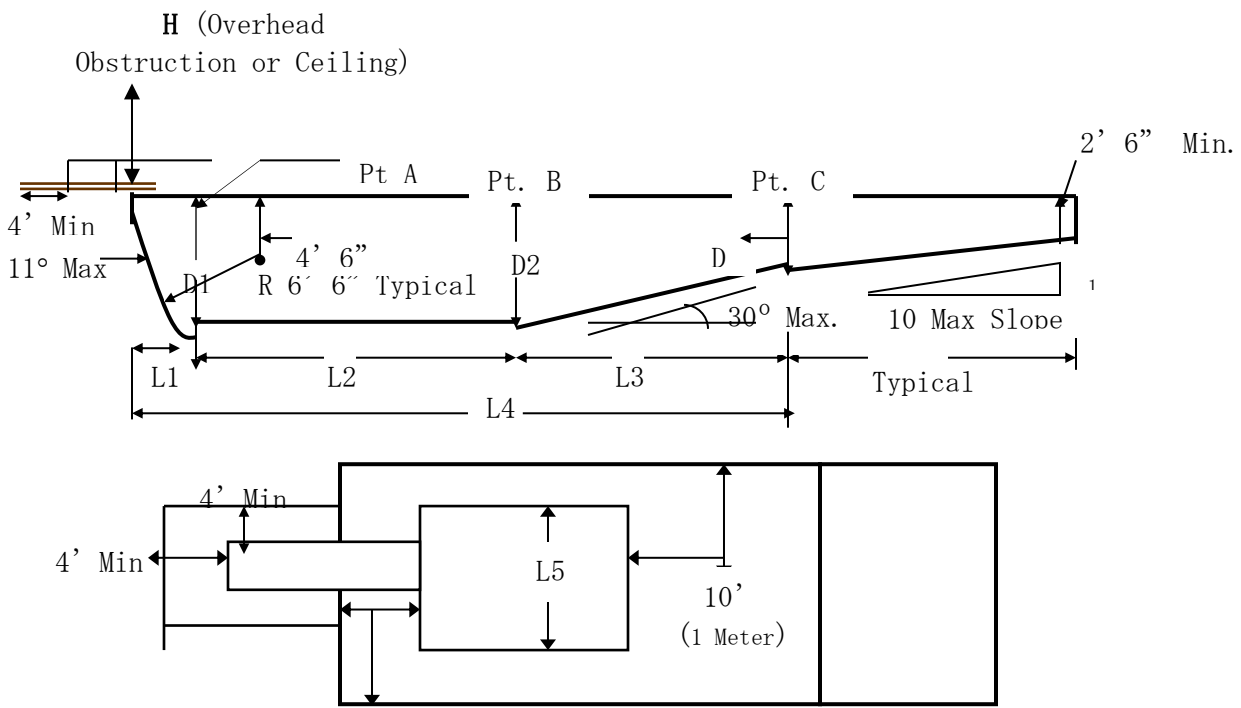 H (Overhead
Obstruction or Ceiling)
2’ 6” Min.
Pt A
Pt. B
Pt. C
4’ Min
11° Max
4’ 6”
D1
R 6′ 6″ Typical
D2
D
1
30° Max.
10 Max Slope
L1
L2
L3
Typical
L4
4’ Min
4’ Min
L5
10’
(1 Meter)